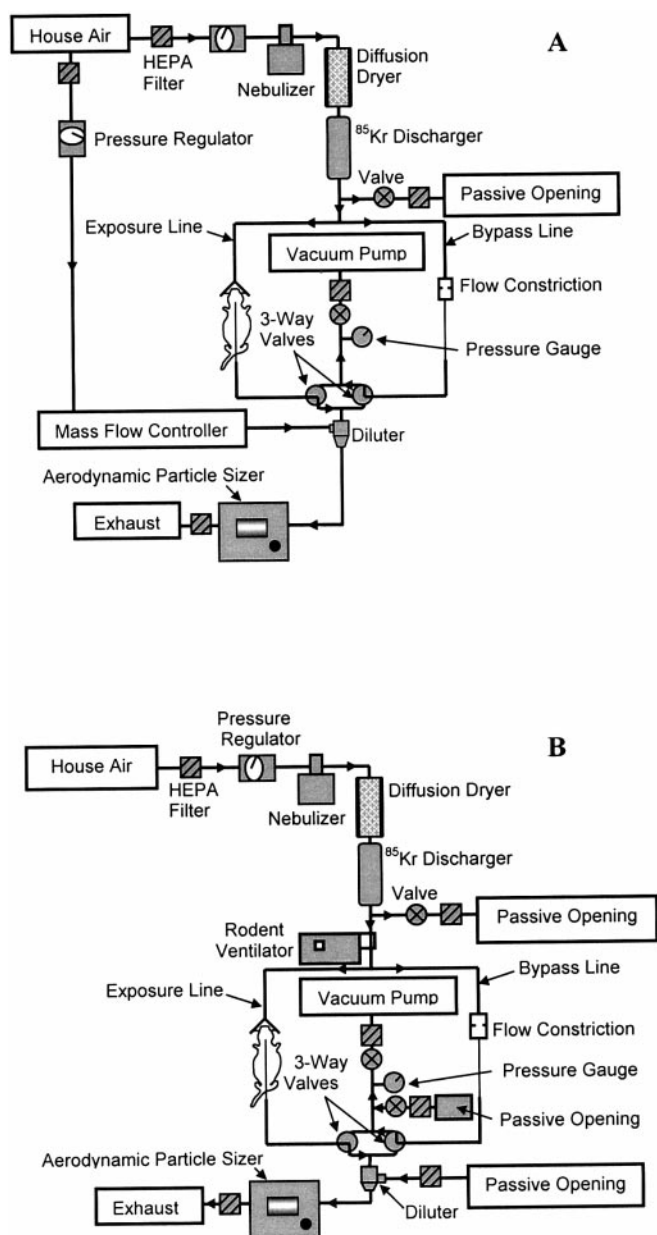 A
House Air
HEPA
Filter
Nebulizer
Diffusion
Dryer
Pressure Regulator
85Kr Discharger
Valve
Passive Opening
Exposure Line
Bypass Line
Vacuum Pump
Flow Constriction
3-Way
Valves
Pressure Gauge
Mass Flow Controller
Diluter
Aerodynamic Particle Sizer
Exhaust
B
Pressure
Regulator
House Air
HEPA
Filter
Nebulizer
Diffusion Dryer
85Kr Discharger
Valve
Passive Opening
Rodent
Ventilator
Exposure Line
Bypass Line
Vacuum Pump
Flow Constriction
3-Way
Valves
Pressure Gauge
Passive Opening
Aerodynamic Particle Sizer
Exhaust
Passive Opening
Diluter